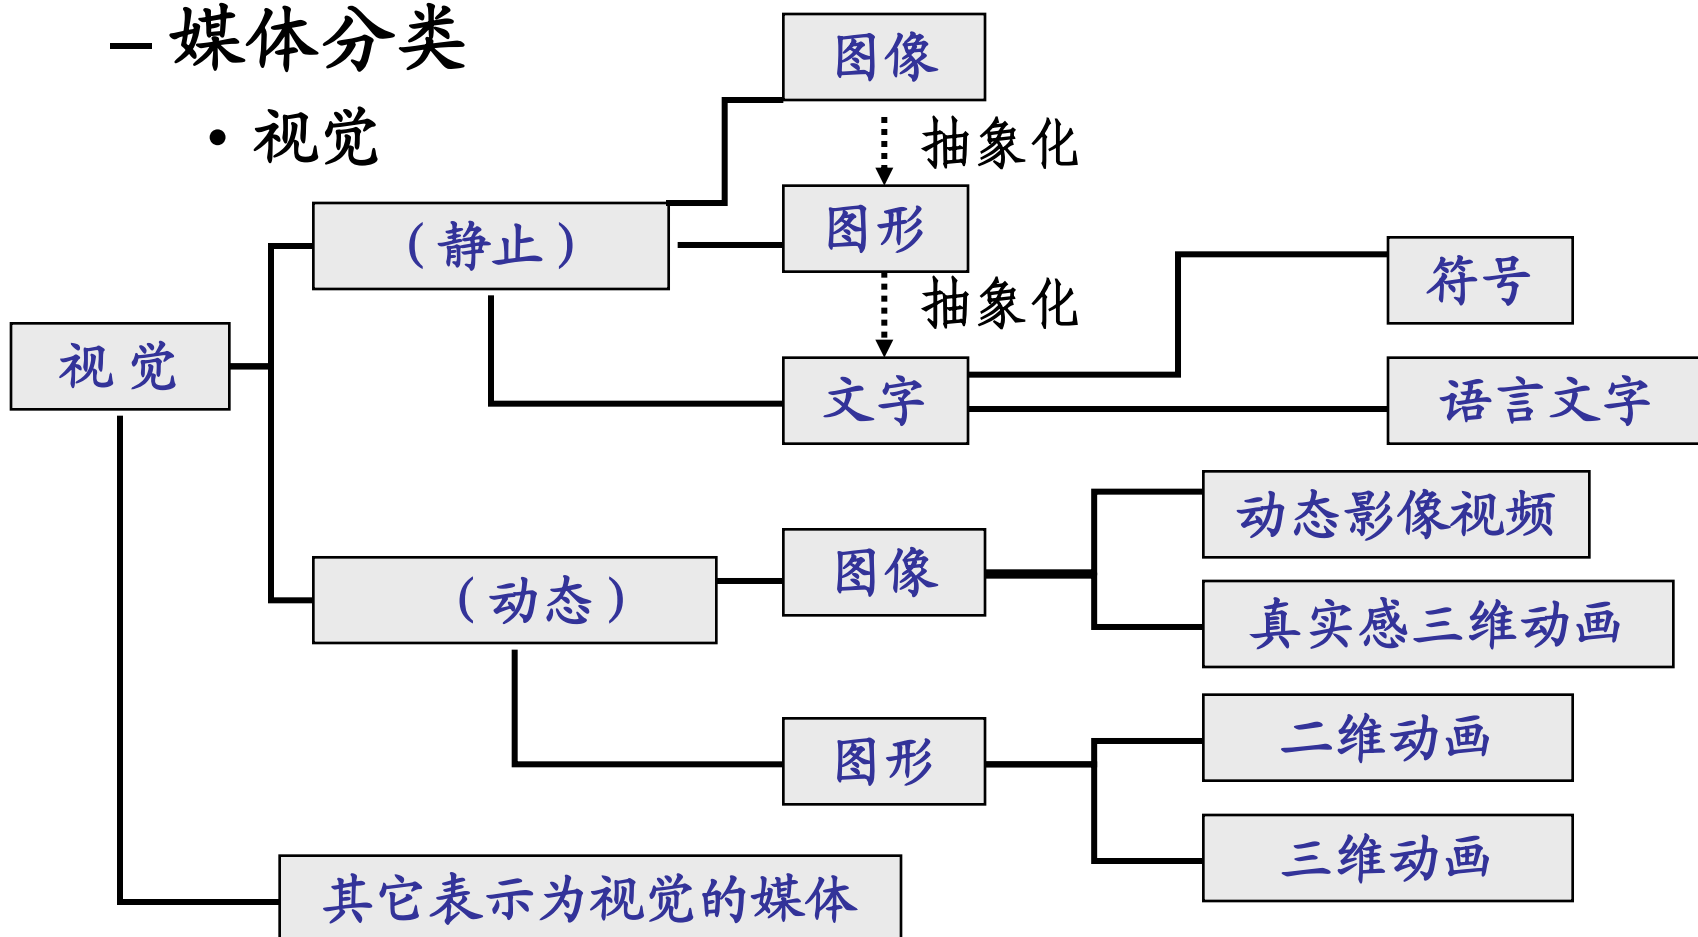 – 媒体分类
• 视觉
图像
抽象化
图形
抽象化
文字
符号
语言文字
（静止）
视 觉
（动态）
图像
动态影像视频
真实感三维动画
图形
二维动画
三维动画
其它表示为视觉的媒体